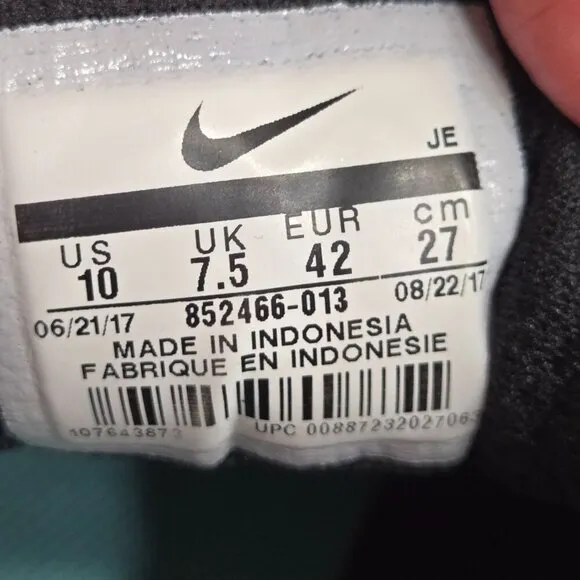 JE
US UK EUR cm
10 7.5 42 27
06/21/17 852466-013 08/22/17
MADE IN INDONESIA
FABRIQUE EN INDONESIE
UPC 00887232027063